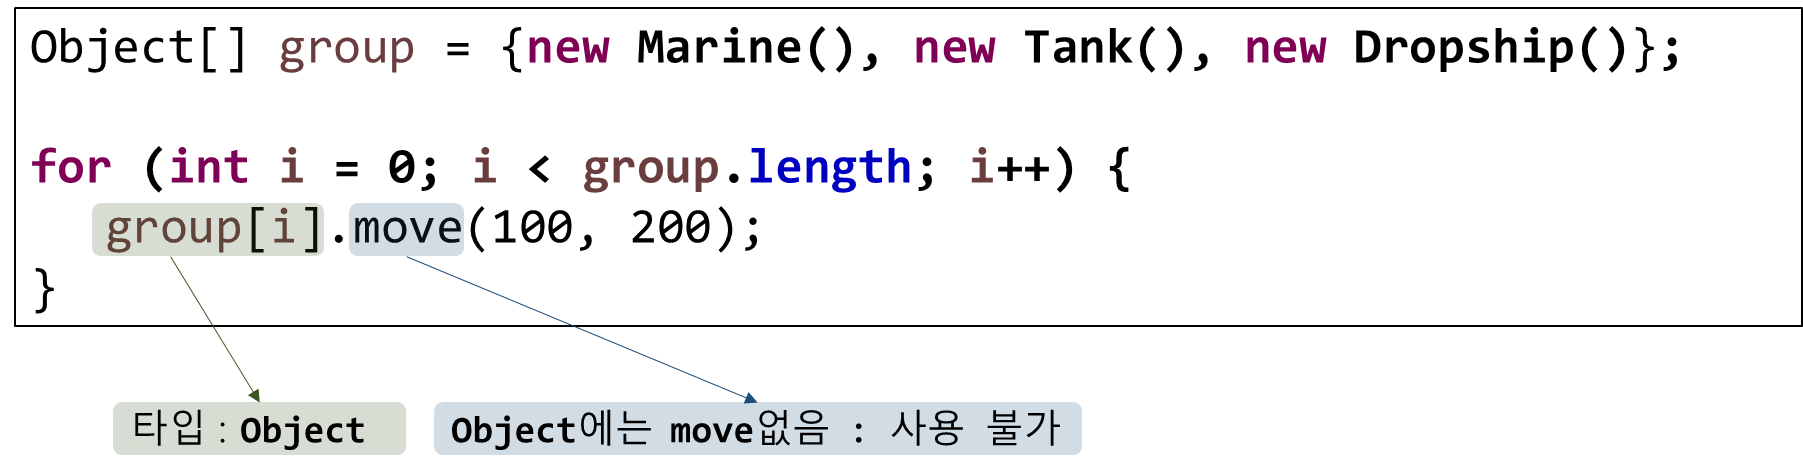 Object[] group = {new Marine(), new Tank(), new Dropship()};
for (int i = 0; i < group.length; i++) {
group[i].move(100, 200);
}
타입 : Object
Object에는 move없음 : 사용 불가